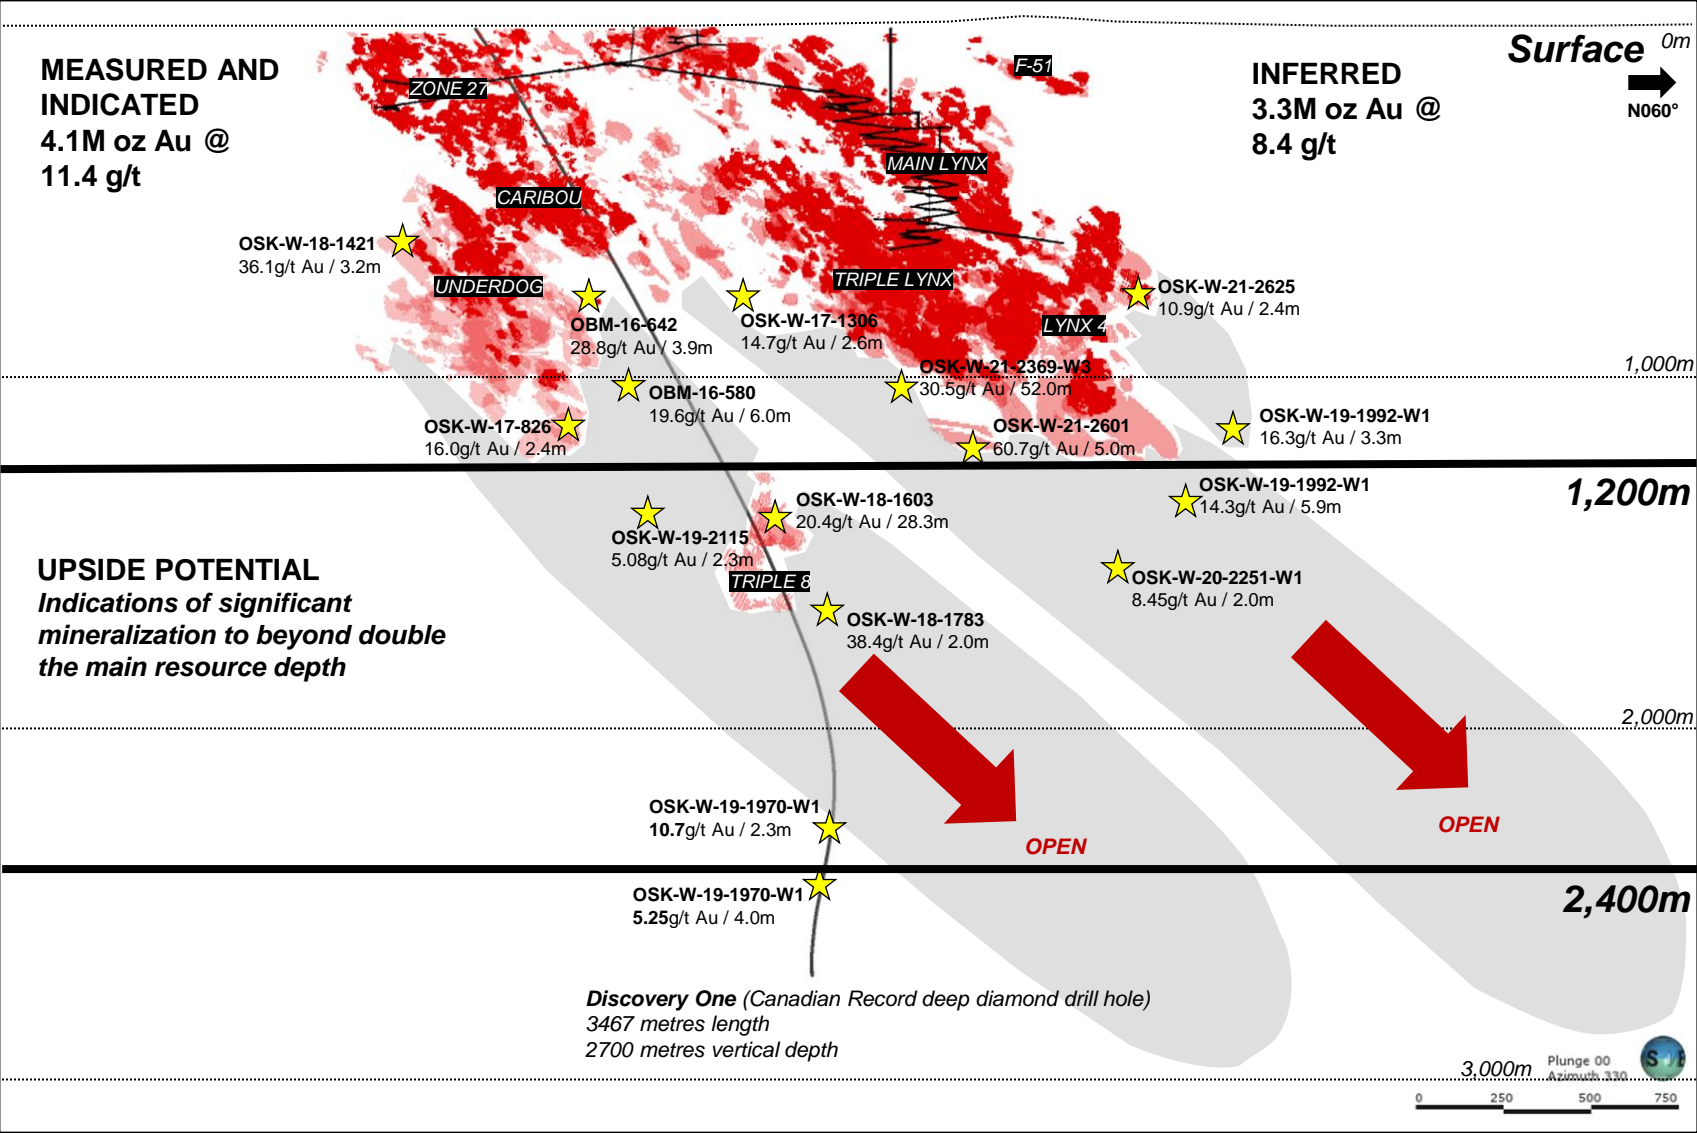 Surface 0m
N060°
MEASURED AND
INDICATED
4.1M oz Au @
11.4 g/t
INFERRED
3.3M oz Au @
8.4 g/t
F-51
ZONE 27
MAIN LYNX
CARIBOU
OSK-W-18-1421
36.1g/t Au / 3.2m
UNDERDOG
TRIPLE LYNX
OSK-W-21-2625
10.9g/t Au / 2.4m
OBM-16-642
28.8g/t Au / 3.9m
OSK-W-17-1306
14.7g/t Au / 2.6m
LYNX 4
1,000m
OSK-W-21-2369-W3
30.5g/t Au / 52.0m
OBM-16-580
19.6g/t Au / 6.0m
OSK-W-17-826
16.0g/t Au / 2.4m
OSK-W-21-2601
60.7g/t Au / 5.0m
OSK-W-19-1992-W1
16.3g/t Au / 3.3m
1,200m
OSK-W-18-1603
20.4g/t Au / 28.3m
OSK-W-19-1992-W1
14.3g/t Au / 5.9m
OSK-W-19-2115
5.08g/t Au / 2.3m
TRIPLE 8
OSK-W-20-2251-W1
8.45g/t Au / 2.0m
UPSIDE POTENTIAL
Indications of significant
mineralization to beyond double
the main resource depth
OSK-W-18-1783
38.4g/t Au / 2.0m
2,000m
OSK-W-19-1970-W1
10.7g/t Au / 2.3m
OPEN
OPEN
2,400m
OSK-W-19-1970-W1
5.25g/t Au / 4.0m
Discovery One (Canadian Record deep diamond drill hole)
3467 metres length
2700 metres vertical depth
3,000m
Plunge 00
Azimuth 330
S
0 250 500 750